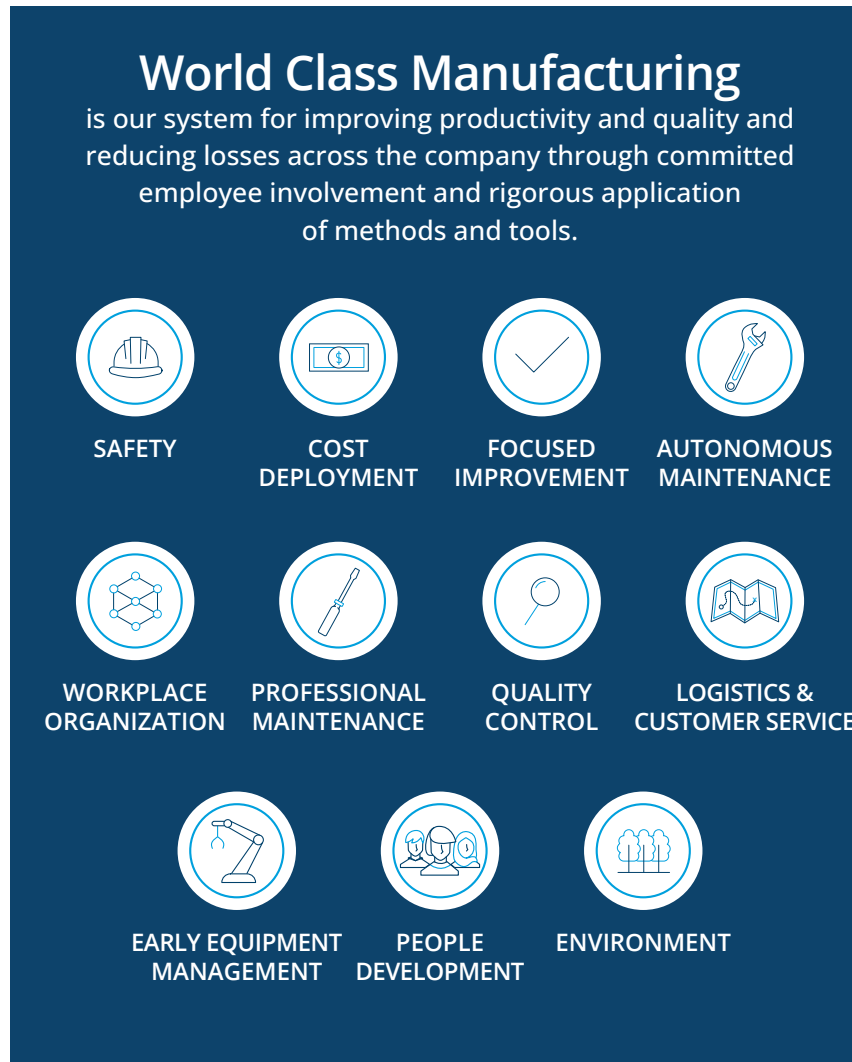 World Class Manufacturing
is our system for improving productivity and quality and
reducing losses across the company through committed
employee involvement and rigorous application
of methods and tools.
$
SAFETY
COST
DEPLOYMENT
FOCUSED
IMPROVEMENT
AUTONOMOUS
MAINTENANCE
WORKPLACE
ORGANIZATION
PROFESSIONAL
MAINTENANCE
QUALITY
CONTROL
LOGISTICS &
CUSTOMER SERVICE
EARLY EQUIPMENT
MANAGEMENT
PEOPLE
DEVELOPMENT
ENVIRONMENT